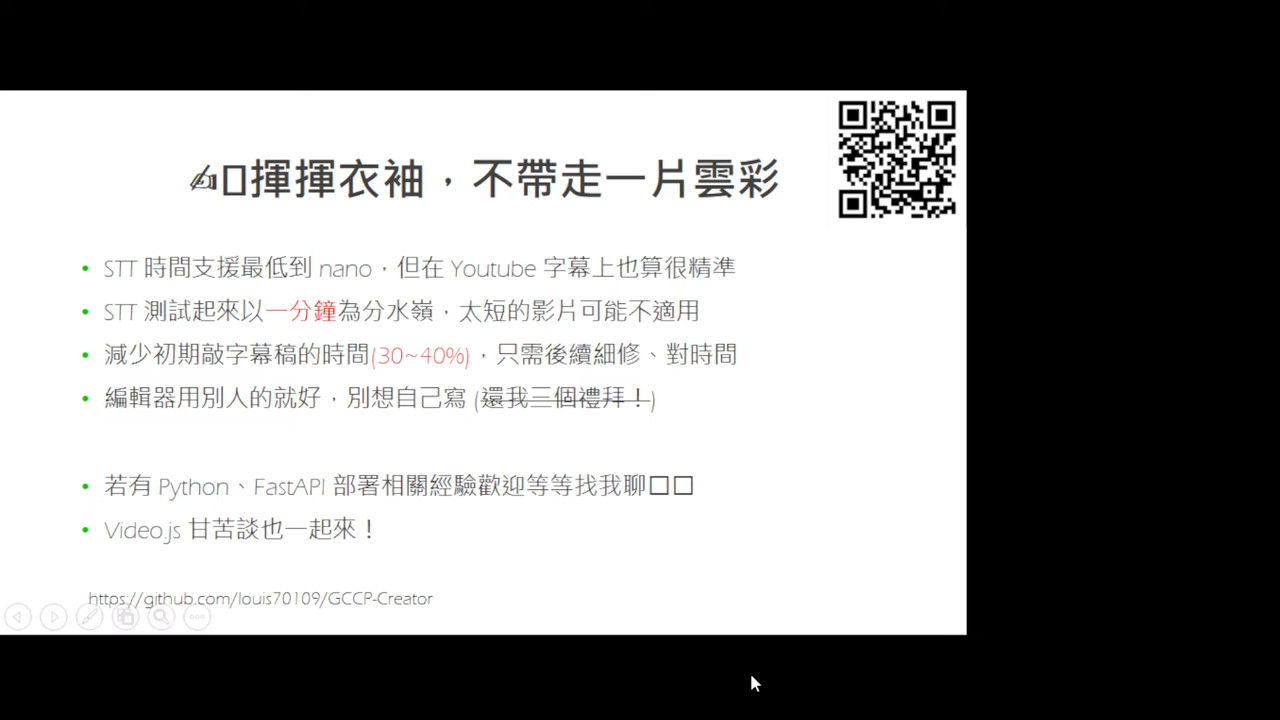 ✍️揮揮衣袖，不帶走一片雲彩
• STT 時間支援最低到 nano，但在 Youtube 字幕上也算很精準
• STT 測試起來以一分鐘為分水嶺，太短的影片可能不適用
• 減少初期敲字幕稿的時間(30~40%)，只需後續細修、對時間
• 編輯器用別人的就好，別想自己寫 (還我三個禮拜！)
• 若有 Python、FastAPI 部署相關經驗歡迎等等找我聊□□
• Video.js 甘苦談也一起來！
https://github.com/louis70109/GCCP-Creator